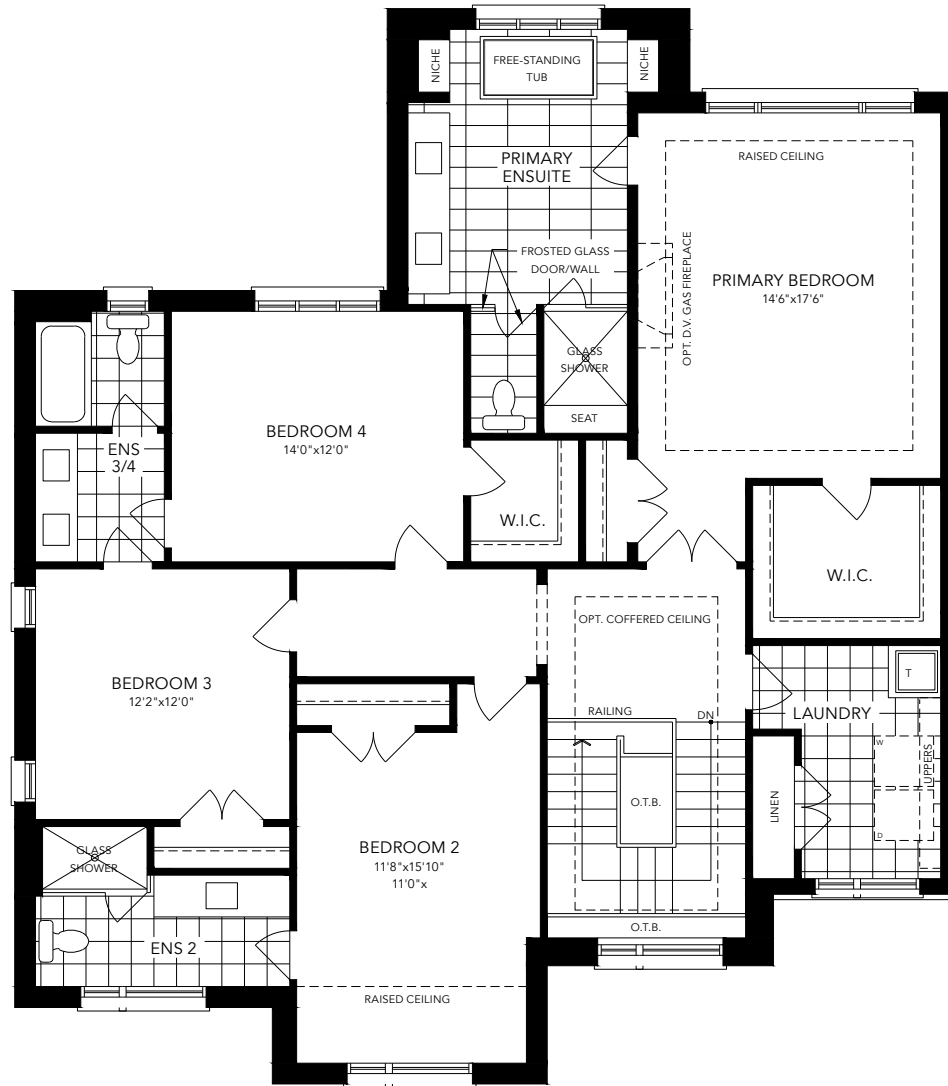 NICHE
FREE-STANDING
TUB
NICHE
PRIMARY
ENSUITE
RAISED CEILING
FROSTED GLASS
DOOR/WALL
OPT. D.V. GAS FIREPLACE
PRIMARY BEDROOM
14'6"x17'6"
GLASS
SHOWER
SEAT
BEDROOM 4
14'0"x12'0"
ENS
3/4
W.I.C.
W.I.C.
OPT. COFFERED CEILING
BEDROOM 3
12'2"x12'0"
T
LAUNDRY
RAILING
DN
W
UPPERS
D
LINEN
O.T.B.
BEDROOM 2
11'8"x15'10"
11'0"x
GLASS
SHOWER
ENS 2
O.T.B.
RAISED CEILING